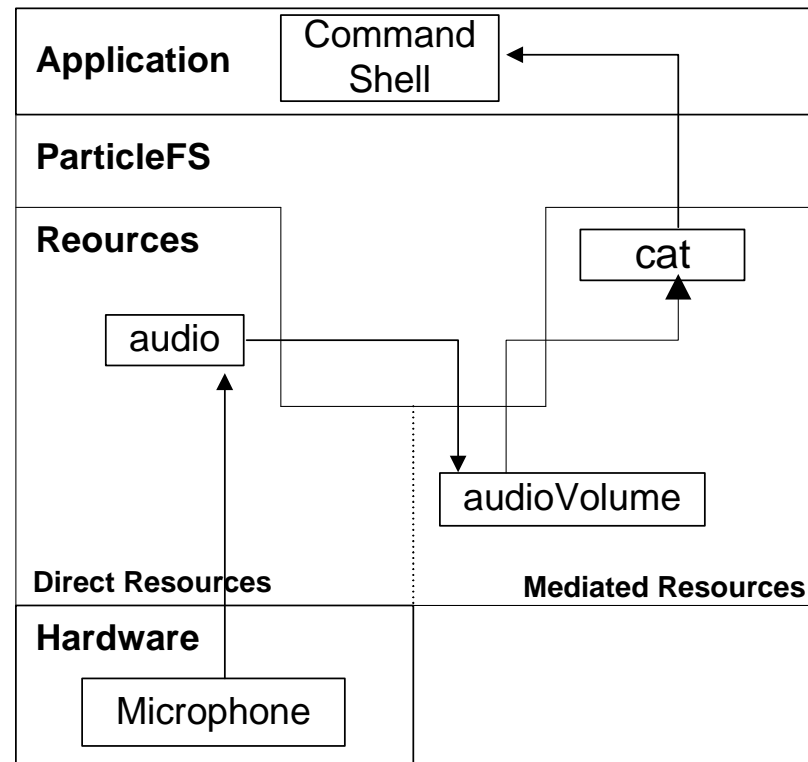 Application
Command
Shell
ParticleFS
Reources
cat
audio
audioVolume
Direct Resources
Mediated Resources
Hardware
Microphone